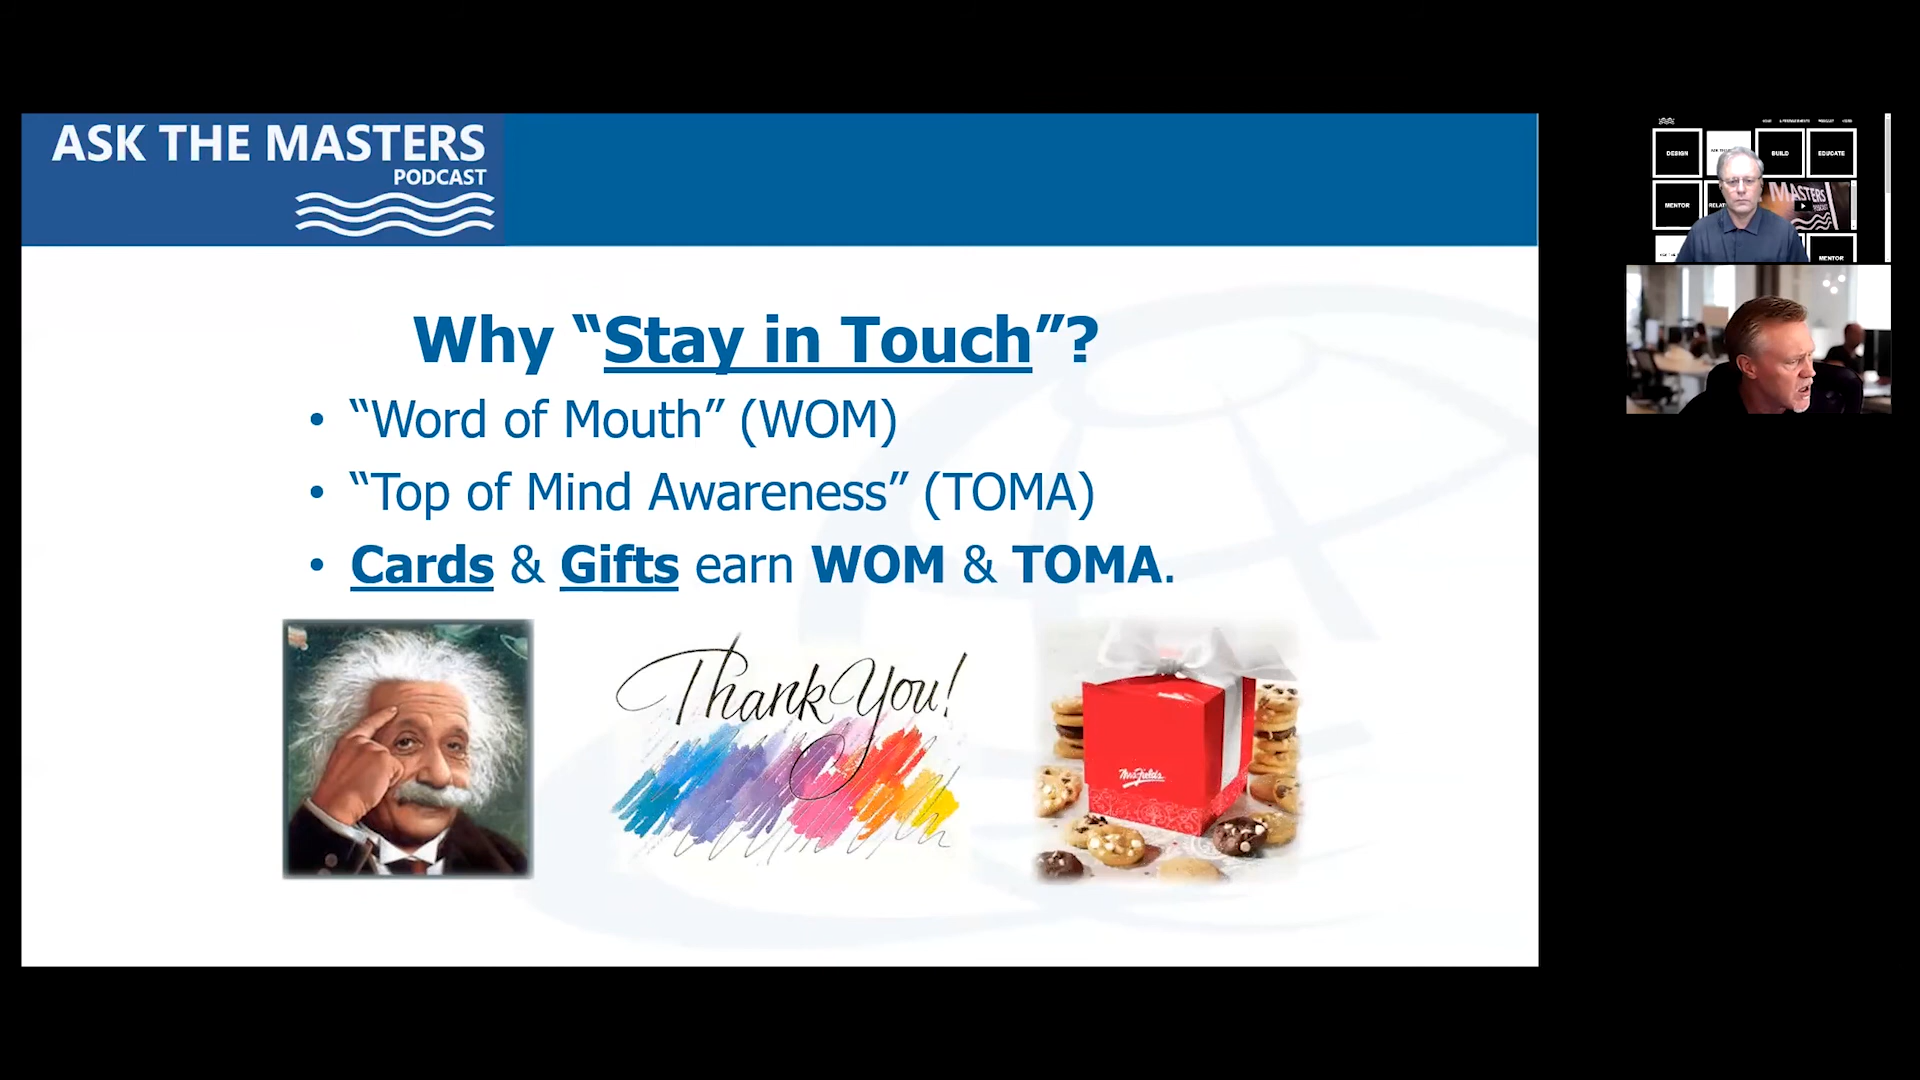 ASK THE MASTERS
PODCAST
Why “Stay in Touch”?
• “Word of Mouth” (WOM)
• “Top of Mind Awareness” (TOMA)
• Cards & Gifts earn WOM & TOMA.
Thank You!
Mrs. Fields
DESIGN
BUILD
EDUCATE
MENTOR
MASTERS
MENTOR